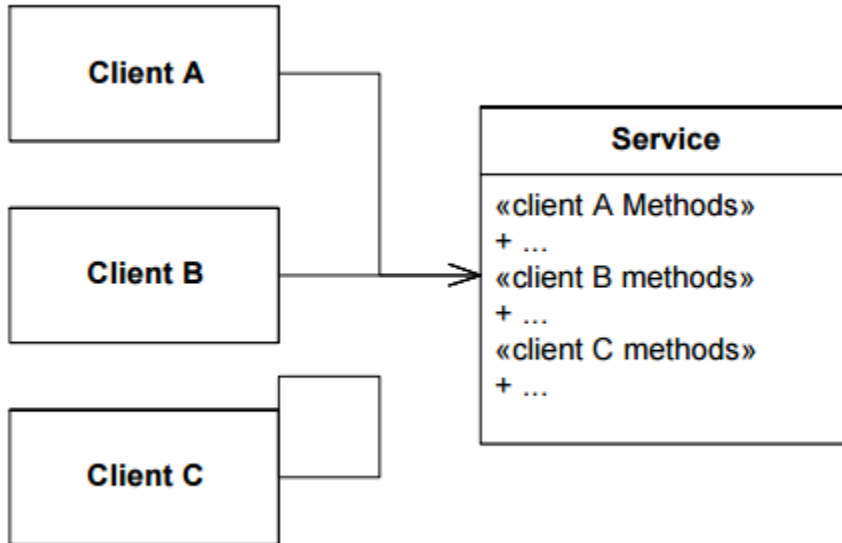 Client A
Service
«client A Methods»
+ ...
Client B
«client B methods»
+ ...
«client C methods»
+ ...
Client C